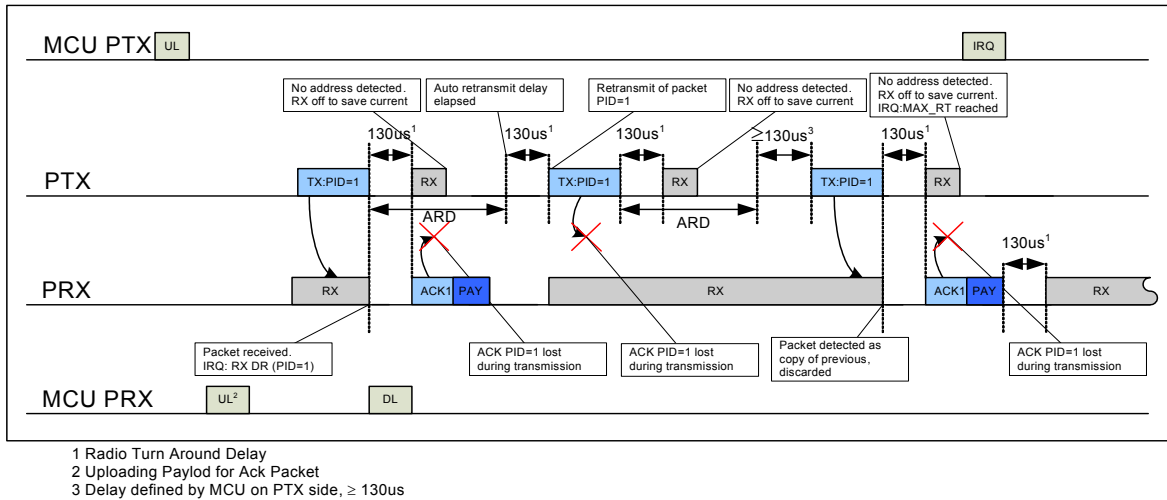 MCU PTX
UL
IRQ
No address detected.
RX off to save current
Auto retransmit delay
elapsed
Retransmit of packet
PID=1
No address detected.
RX off to save current
No address detected.
RX off to save current.
IRQ:MAX_RT reached
130us1
130us1
130us1
≥130us3
130us1
PTX
TX:PID=1
RX
TX:PID=1
RX
TX:PID=1
RX
ARD
ARD
130us1
PRX
RX
ACK1
PAY
RX
ACK1
PAY
RX
Packet received.
IRQ: RX DR (PID=1)
ACK PID=1 lost
during transmission
ACK PID=1 lost
during transmission
Packet detected as
copy of previous,
discarded
ACK PID=1 lost
during transmission
MCU PRX
UL2
DL
1 Radio Turn Around Delay
2 Uploading Paylod for Ack Packet
3 Delay defined by MCU on PTX side, ≥ 130us